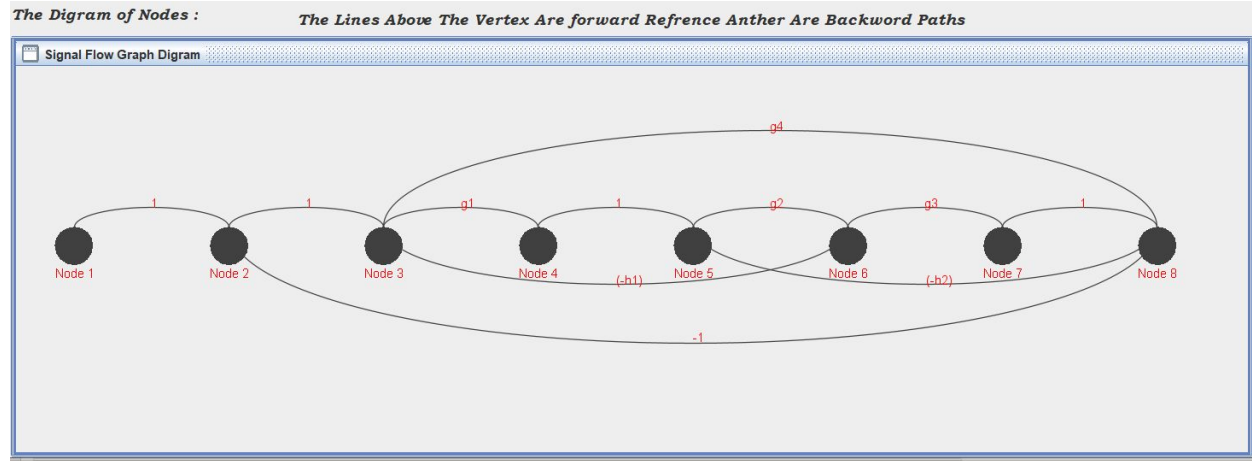 The Digram of Nodes :
The Lines Above The Vertex Are forward Refrence Anther Are Backword Paths
Signal Flow Graph Digram
g4
1
1
g1
1
g2
g3
1
Node 1
Node 2
Node 3
Node 4
Node 5
Node 6
Node 7
Node 8
(-h1)
(-h2)
-1